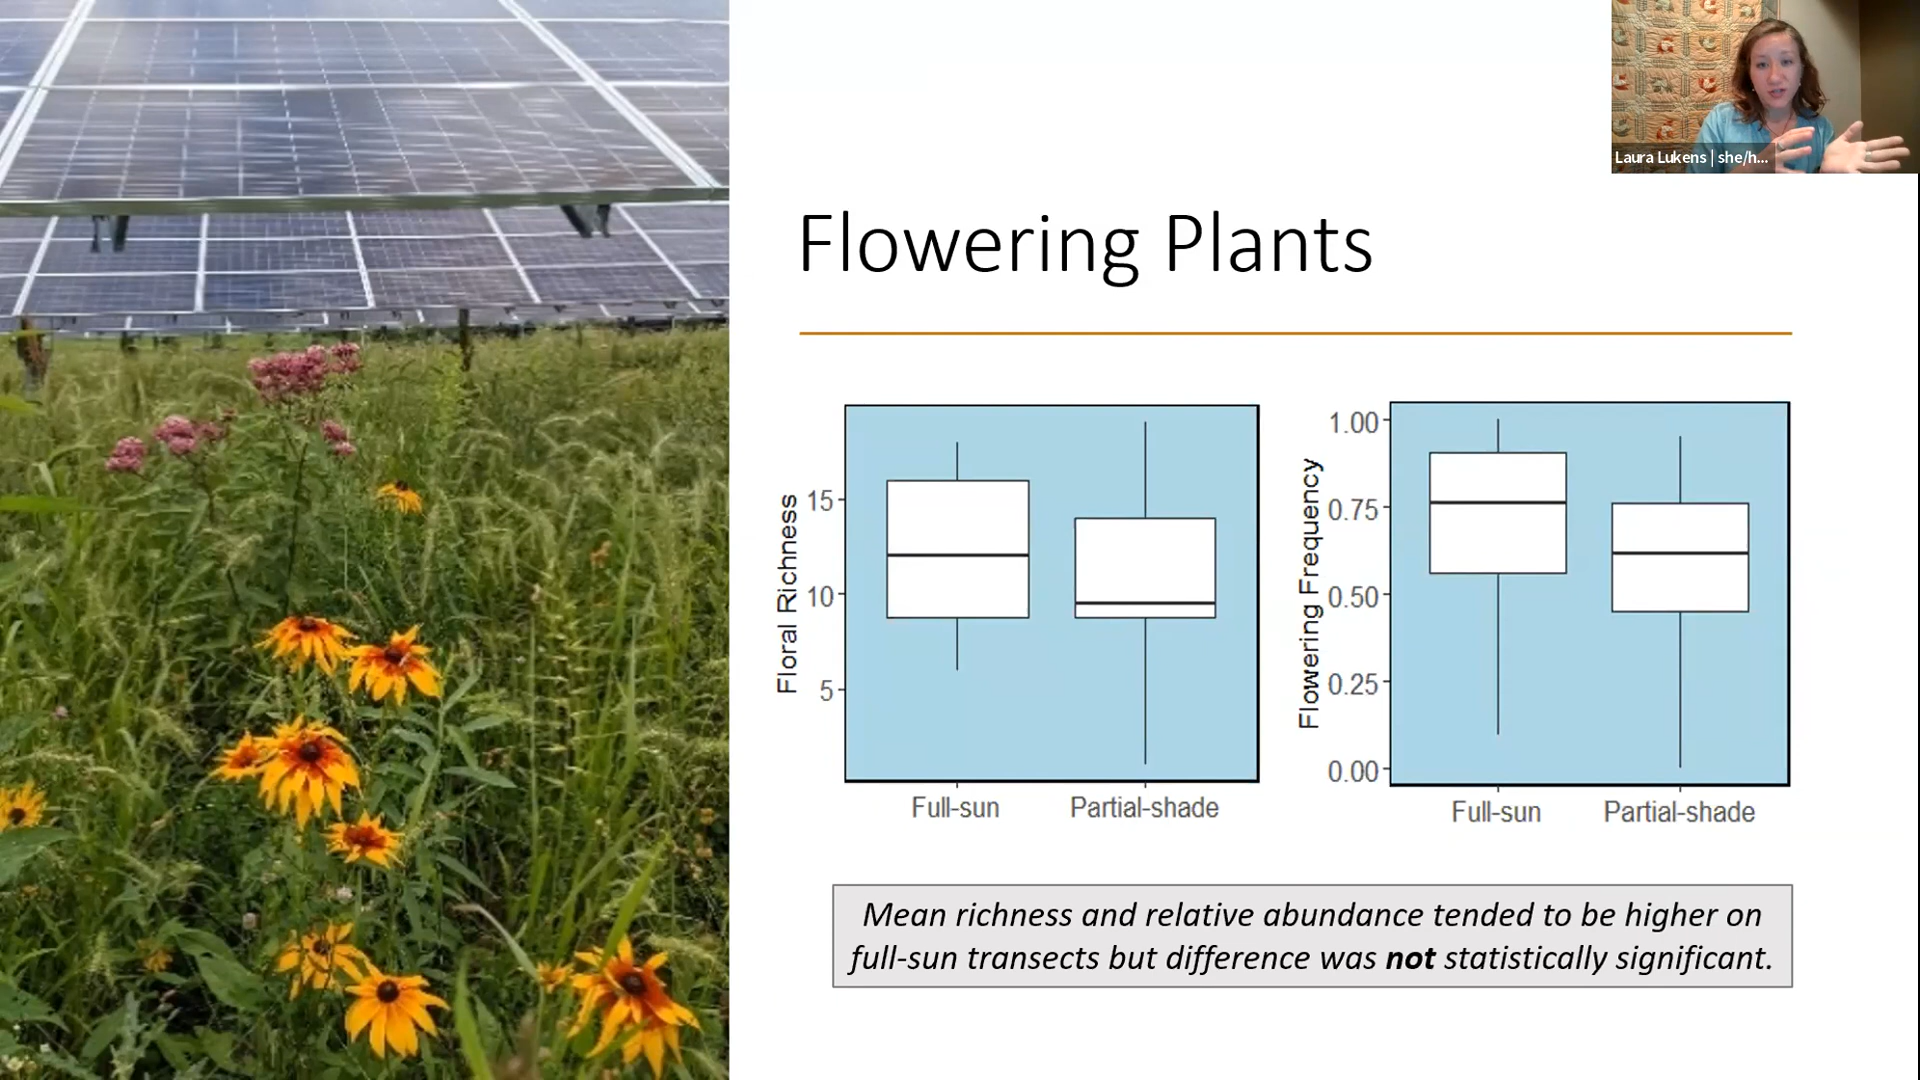 Laura Lukens | she/h...
Flowering Plants
Floral Richness
15
10
5
Full-sun
Partial-shade
Flowering Frequency
1.00
0.75
0.50
0.25
0.00
Full-sun
Partial-shade
Mean richness and relative abundance tended to be higher on
full-sun transects but difference was not statistically significant.